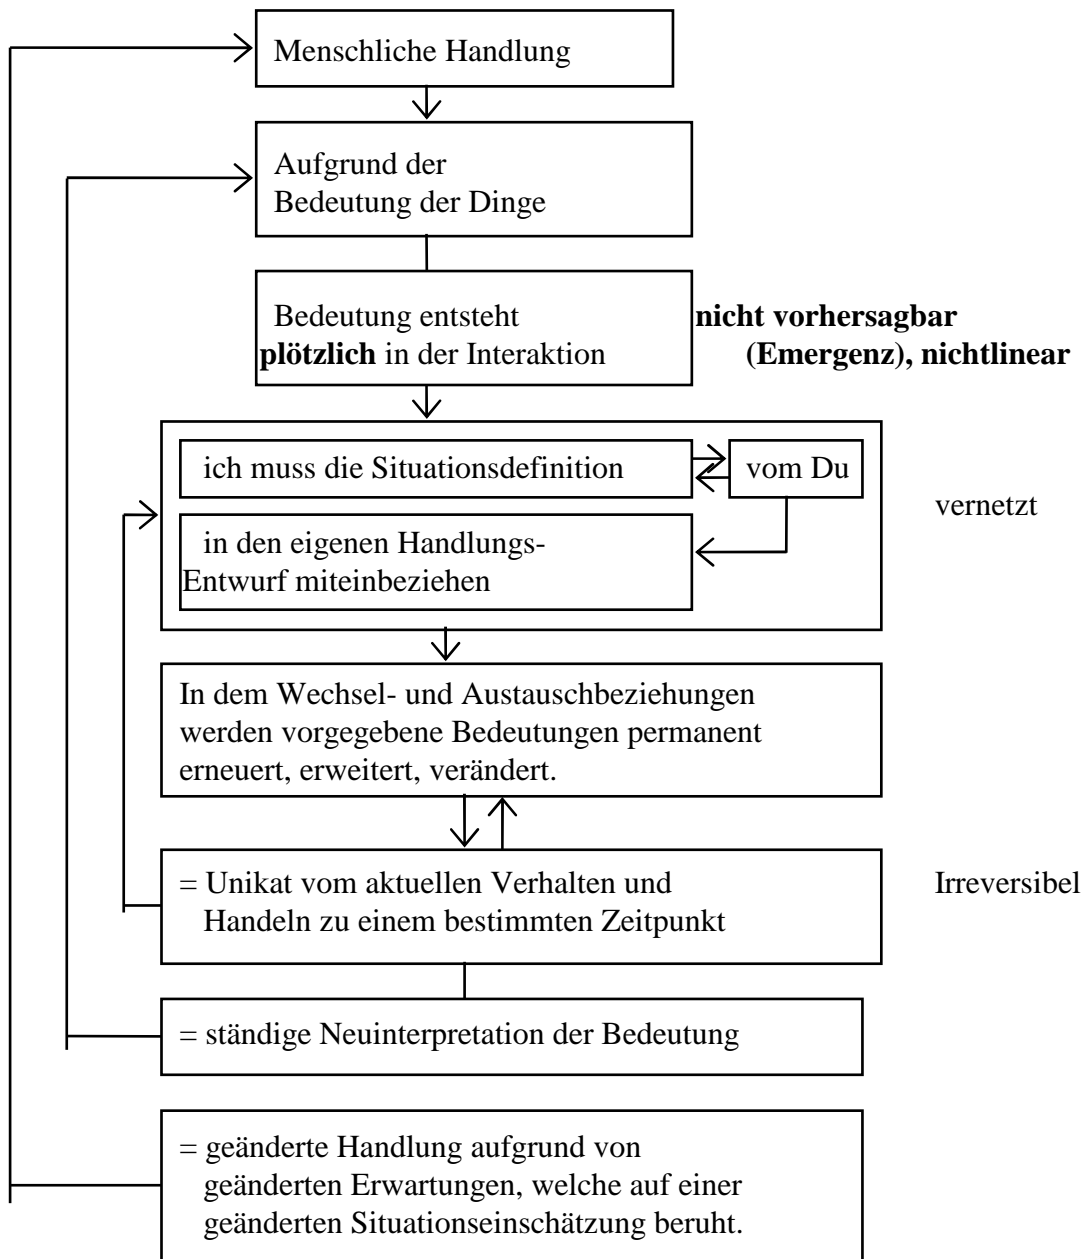 Menschliche Handlung
Aufgrund der
Bedeutung der Dinge
Bedeutung entsteht
plötzlich in der Interaktion
nicht vorhersagbar
(Emergenz), nichtlinear
ich muss die Situationsdefinition
vom Du
in den eigenen Handlungs-
Entwurf miteinbeziehen
vernetzt
In dem Wechsel- und Austauschbeziehungen
werden vorgegebene Bedeutungen permanent
erneuert, erweitert, verändert.
= Unikat vom aktuellen Verhalten und
Handeln zu einem bestimmten Zeitpunkt
Irreversibel
= ständige Neuinterpretation der Bedeutung
= geänderte Handlung aufgrund von
geänderten Erwartungen, welche auf einer
geänderten Situationseinschätzung beruht.